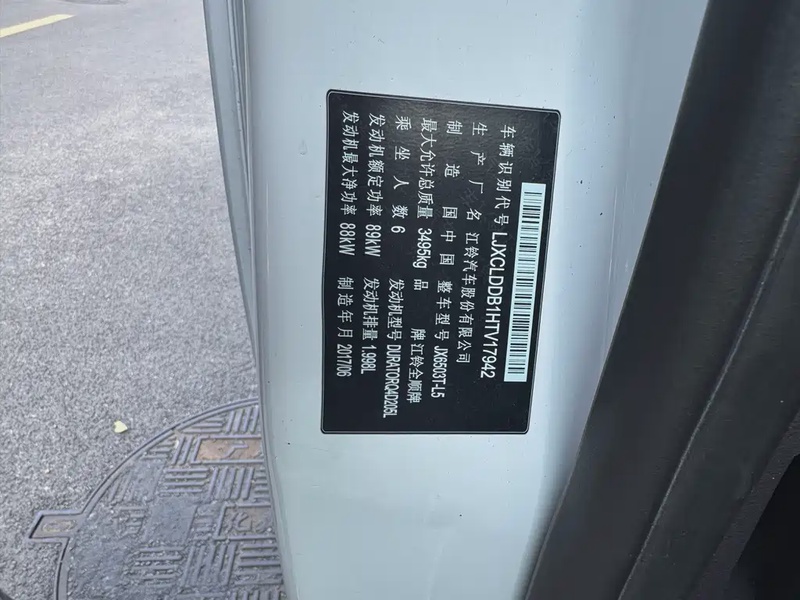 车辆识别代号 LJXCLDDB1HTV17942
生产厂名 江铃汽车股份有限公司
制造国 中国 整车型号 JX6503T-L5
最大允许总质量 3495kg 品牌 江铃全顺牌
乘坐人数 6 发动机型号 DURATORQ4D205L
发动机额定功率 89kW 发动机排量 1.998L
发动机最大净功率 88kW 制造年月 201706